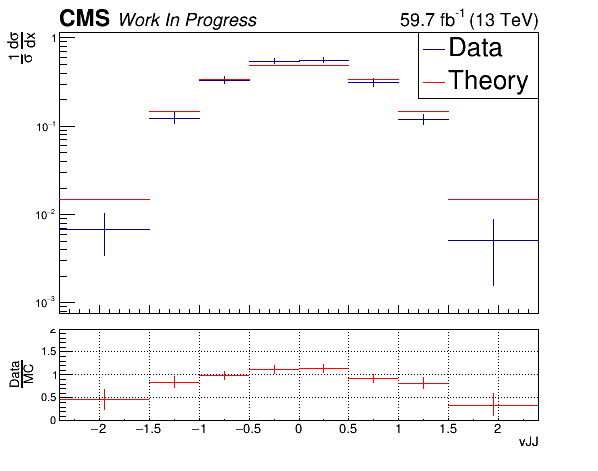 CMS Work In Progress 59.7 fb⁻¹ (13 TeV)
1/σ dσ/dx
Data
Theory
1
10⁻¹
10⁻²
10⁻³
Data/MC
2
1.5
1
0.5
0
−2 −1.5 −1 −0.5 0 0.5 1 1.5 2
vJJ